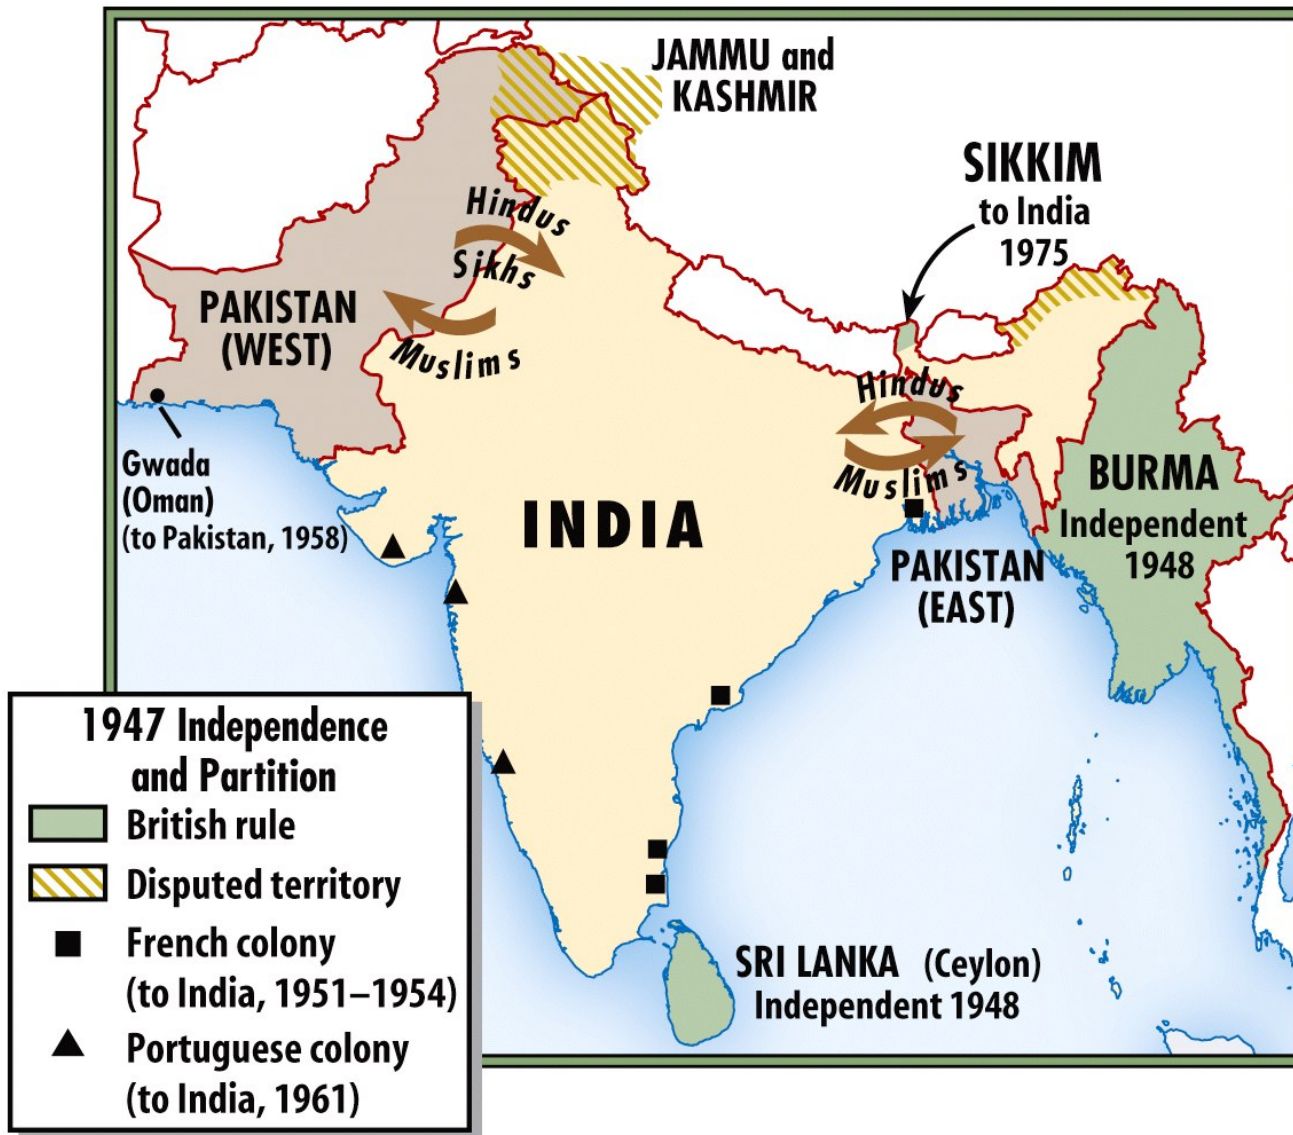 JAMMU and
KASHMIR
SIKKIM
to India
1975
Hindus
Sikhs
Muslims
PAKISTAN
(WEST)
Gwada
(Oman)
(to Pakistan, 1958)
INDIA
Hindus
Muslims
PAKISTAN
(EAST)
BURMA
Independent
1948
SRI LANKA (Ceylon)
Independent 1948
1947 Independence
and Partition
British rule
Disputed territory
French colony
(to India, 1951–1954)
Portuguese colony
(to India, 1961)